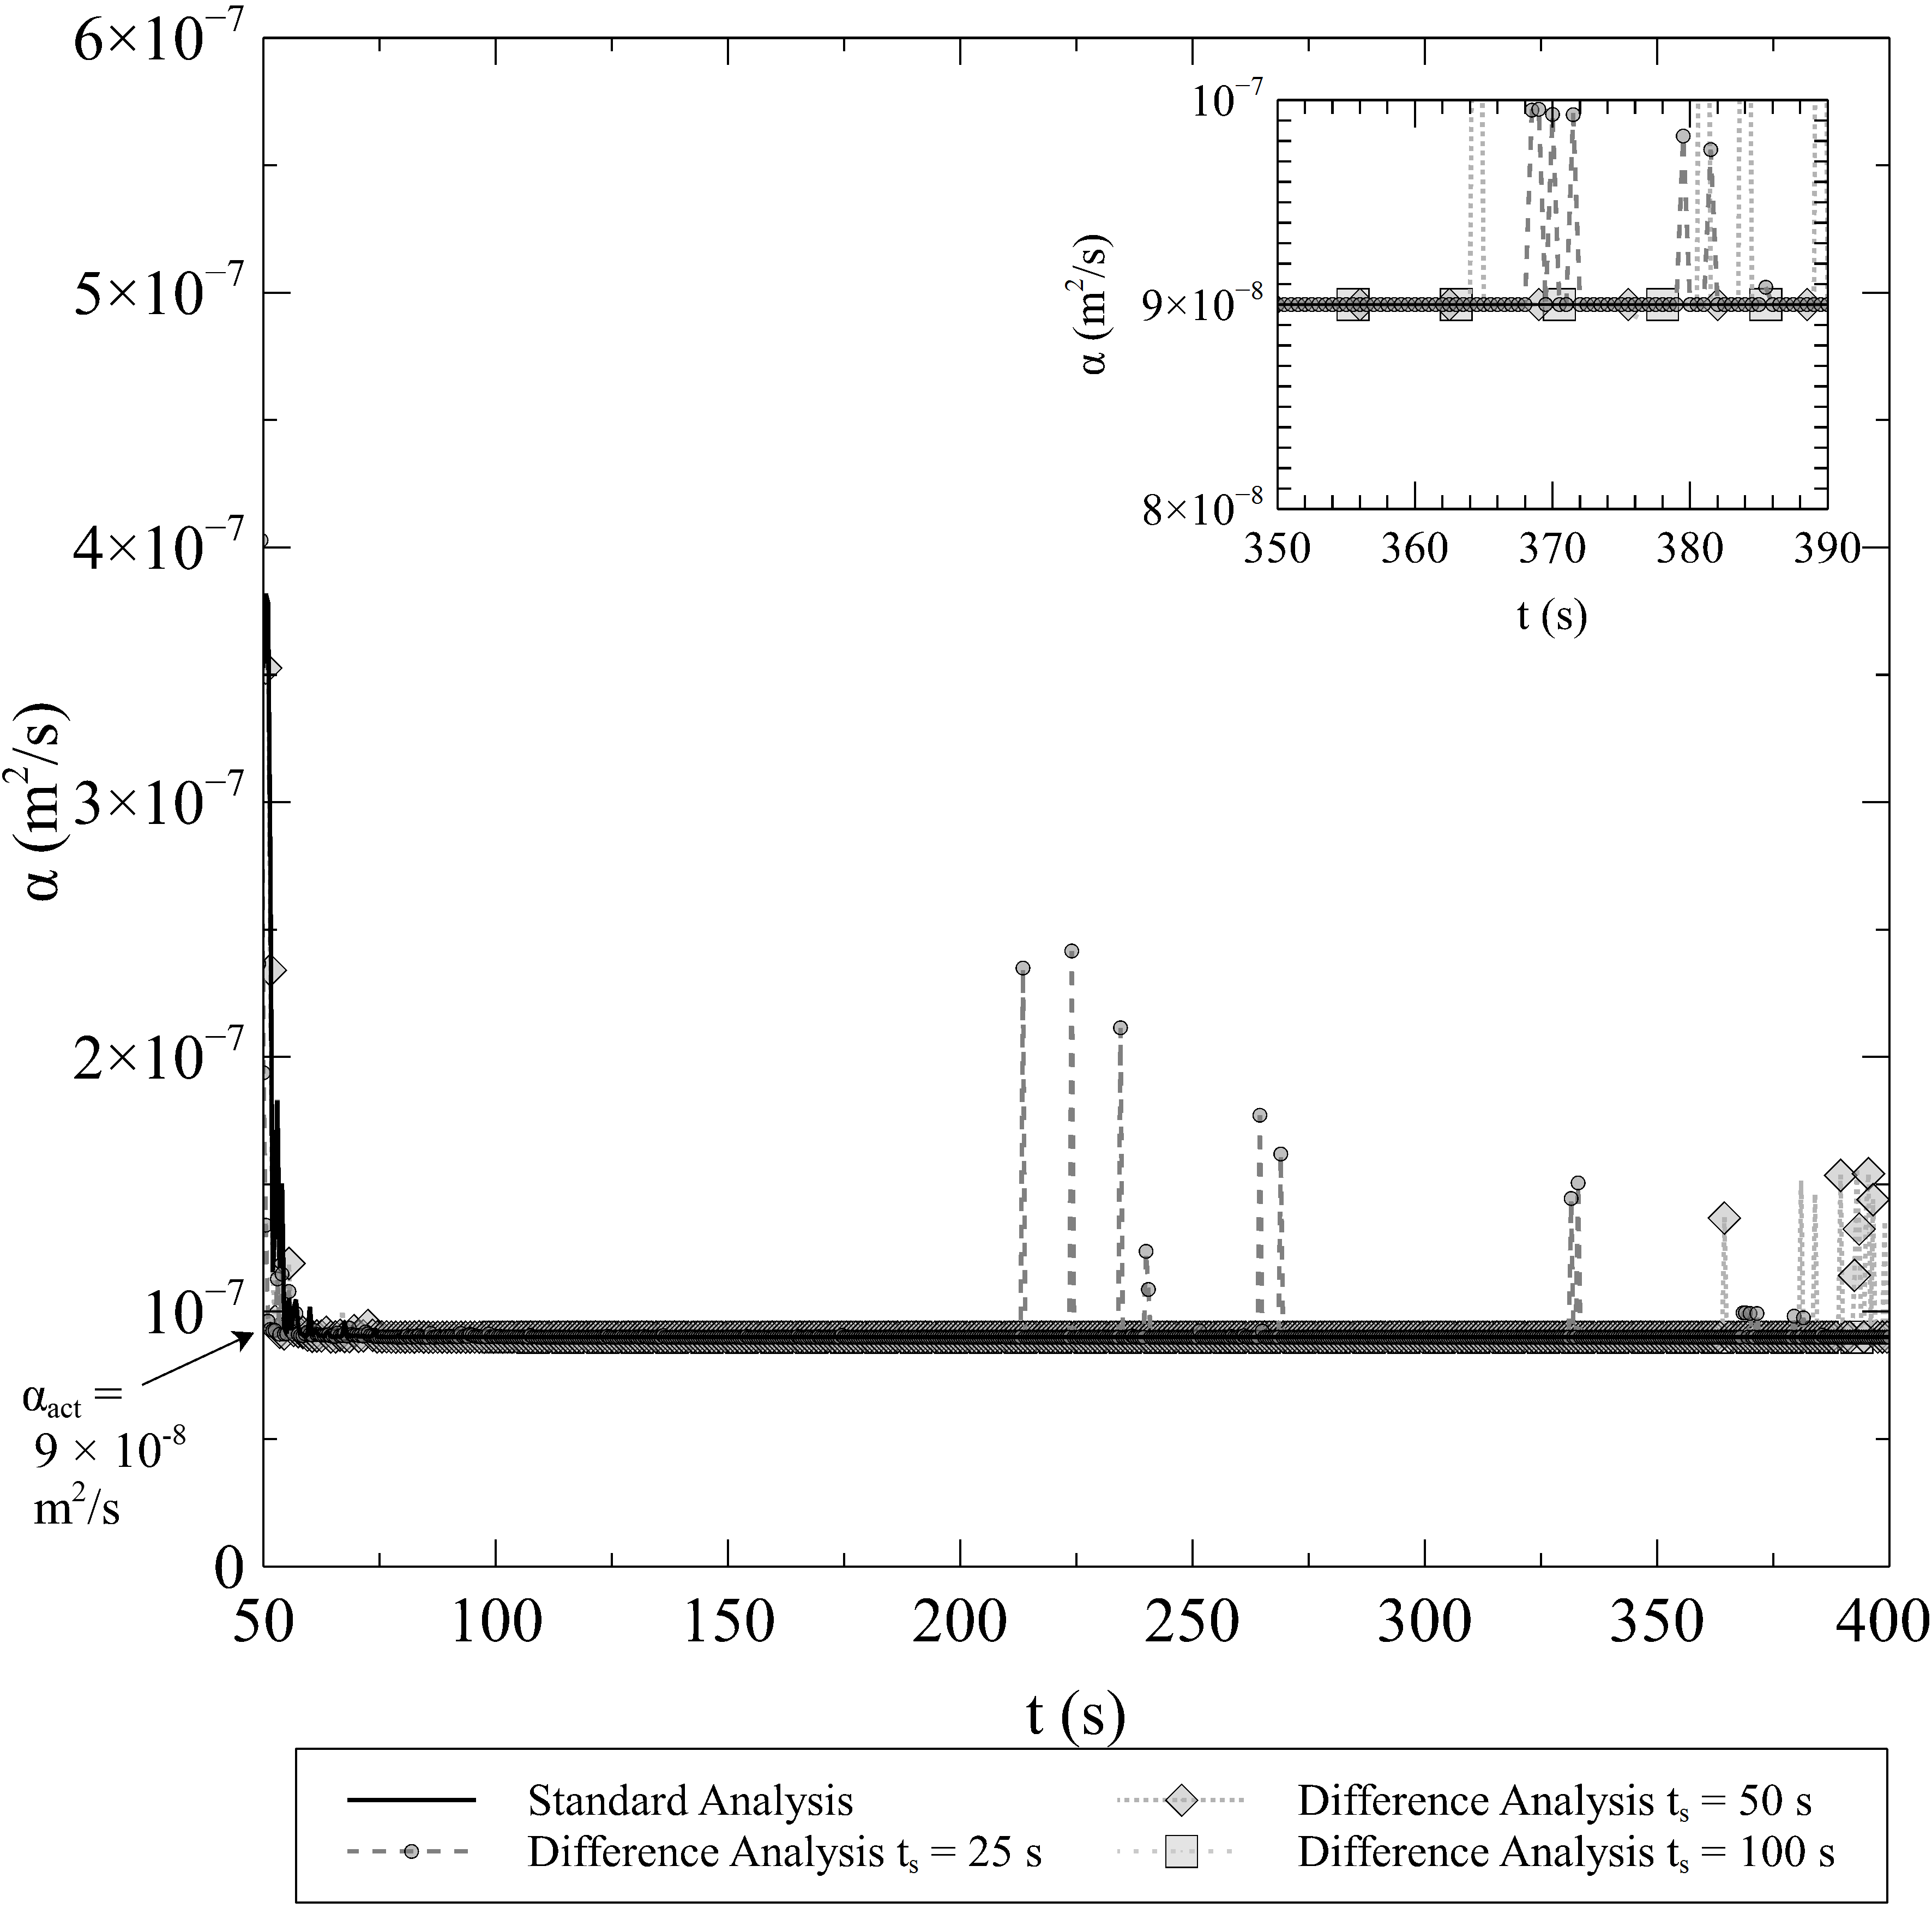 6×10⁻⁷
5×10⁻⁷
4×10⁻⁷
3×10⁻⁷
2×10⁻⁷
10⁻⁷
0
α (m²/s)
αact =
9 × 10⁻⁸
m²/s
50 100 150 200 250 300 350 400
t (s)
10⁻⁷
9×10⁻⁸
8×10⁻⁸
α (m²/s)
350 360 370 380 390
t (s)
Standard Analysis
Difference Analysis ts = 25 s
Difference Analysis ts = 50 s
Difference Analysis ts = 100 s